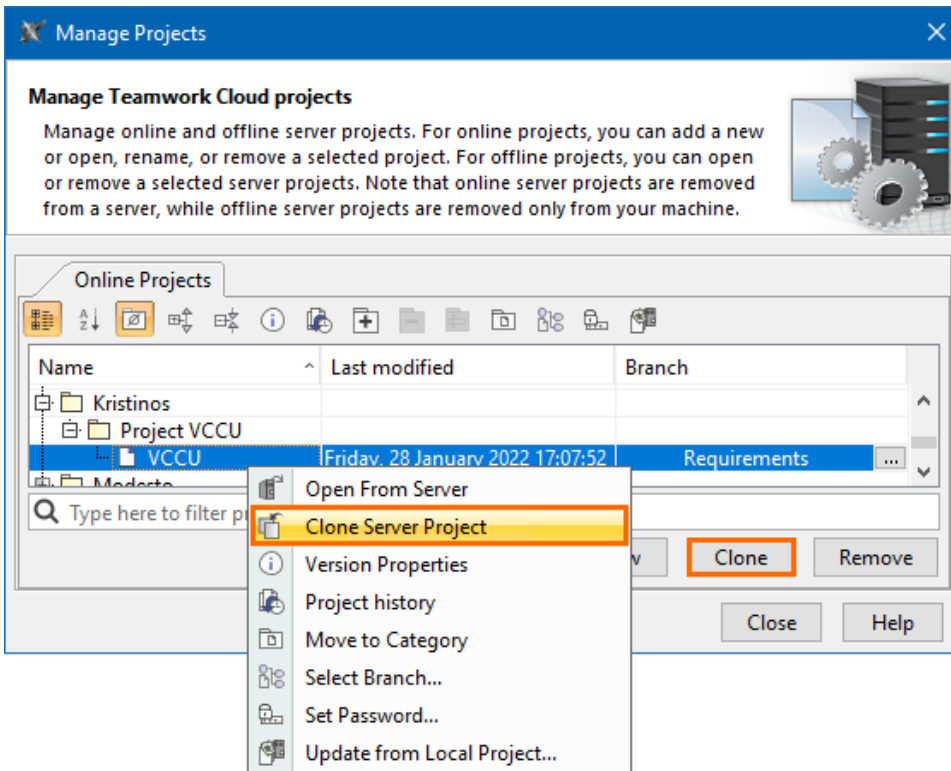 Manage Projects
Manage Teamwork Cloud projects
Manage online and offline server projects. For online projects, you can add a new
or open, rename, or remove a selected project. For offline projects, you can open
or remove a selected server projects. Note that online server projects are removed
from a server, while offline server projects are removed only from your machine.
Online Projects
Name Last modified Branch
Kristinos
Project VCCU
VCCU Friday, 28 January 2022 17:07:52 Requirements ...
Modesto
Type here to filter
Open From Server
Clone Server Project
Clone Remove
Version Properties
Project history
Close Help
Move to Category
Select Branch...
Set Password...
Update from Local Project...